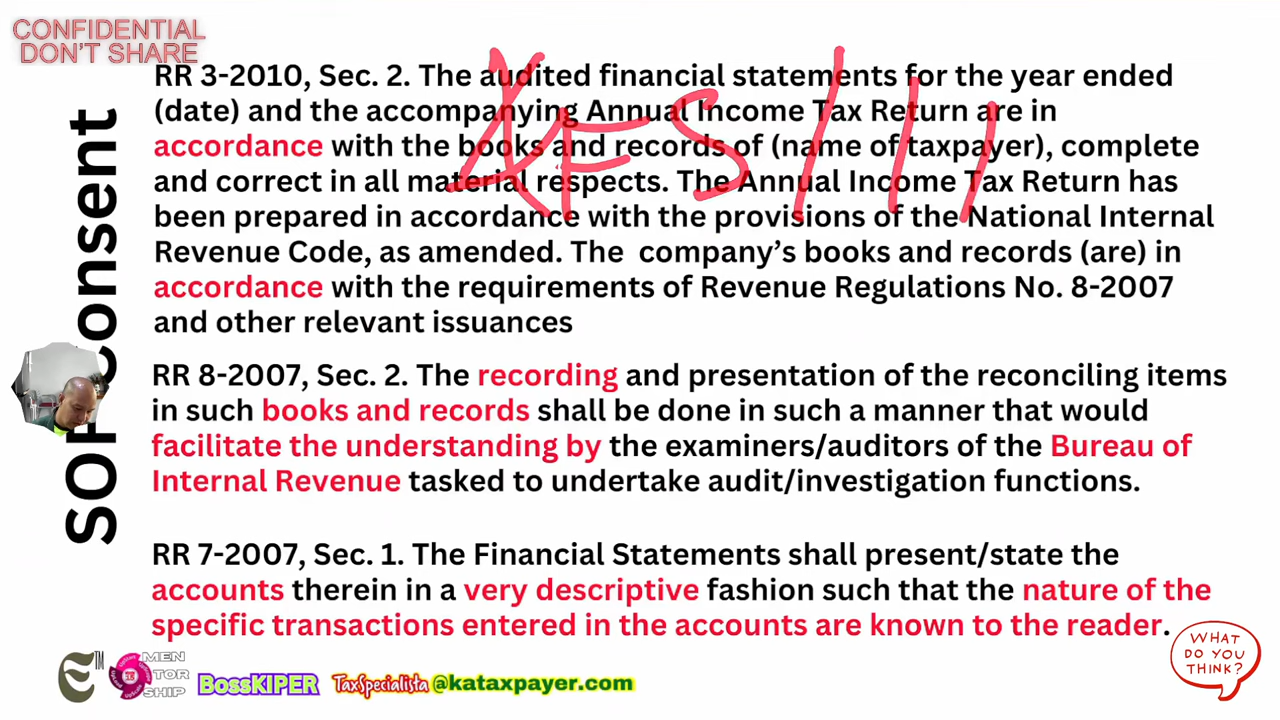 CONFIDENTIAL
DON'T SHARE
RR 3-2010, Sec. 2. The audited financial statements for the year ended
(date) and the accompanying Annual Income Tax Return are in
accordance with the books and records of (name of taxpayer), complete
and correct in all material respects. The Annual Income Tax Return has
been prepared in accordance with the provisions of the National Internal
Revenue Code, as amended. The company's books and records (are) in
accordance with the requirements of Revenue Regulations No. 8-2007
and other relevant issuances
RR 8-2007, Sec. 2. The recording and presentation of the reconciling items
in such books and records shall be done in such a manner that would
facilitate the understanding by the examiners/auditors of the Bureau of
Internal Revenue tasked to undertake audit/investigation functions.
RR 7-2007, Sec. 1. The Financial Statements shall present/state the
accounts therein in a very descriptive fashion such that the nature of the
specific transactions entered in the accounts are known to the reader.
MEN
TOR
SHIP
BossKIPER
TaxSpecialista @kataxpayer.com
WHAT
DO YOU
THINK?